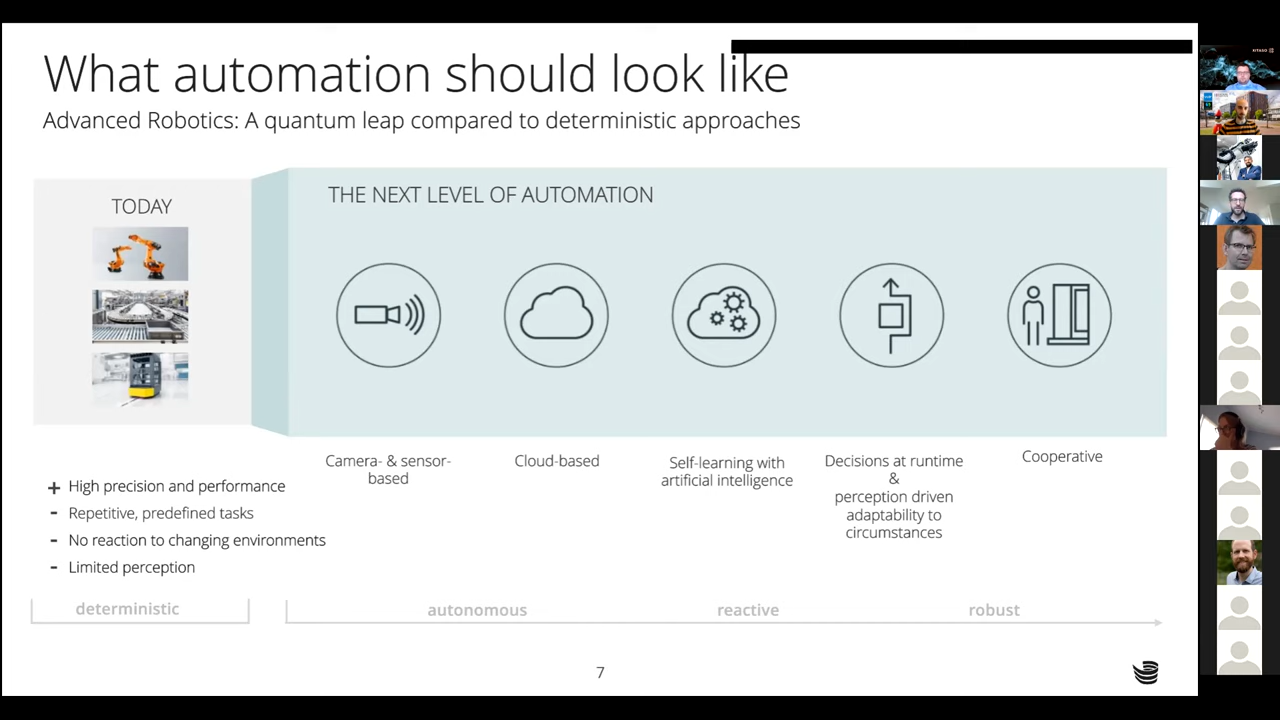 What automation should look like
Advanced Robotics: A quantum leap compared to deterministic approaches
TODAY
THE NEXT LEVEL OF AUTOMATION
Camera- & sensor-
based
Cloud-based
Self-learning with
artificial intelligence
Decisions at runtime
&
perception driven
adaptability to
circumstances
Cooperative
+ High precision and performance
- Repetitive, predefined tasks
- No reaction to changing environments
- Limited perception
deterministic
autonomous
reactive
robust
7